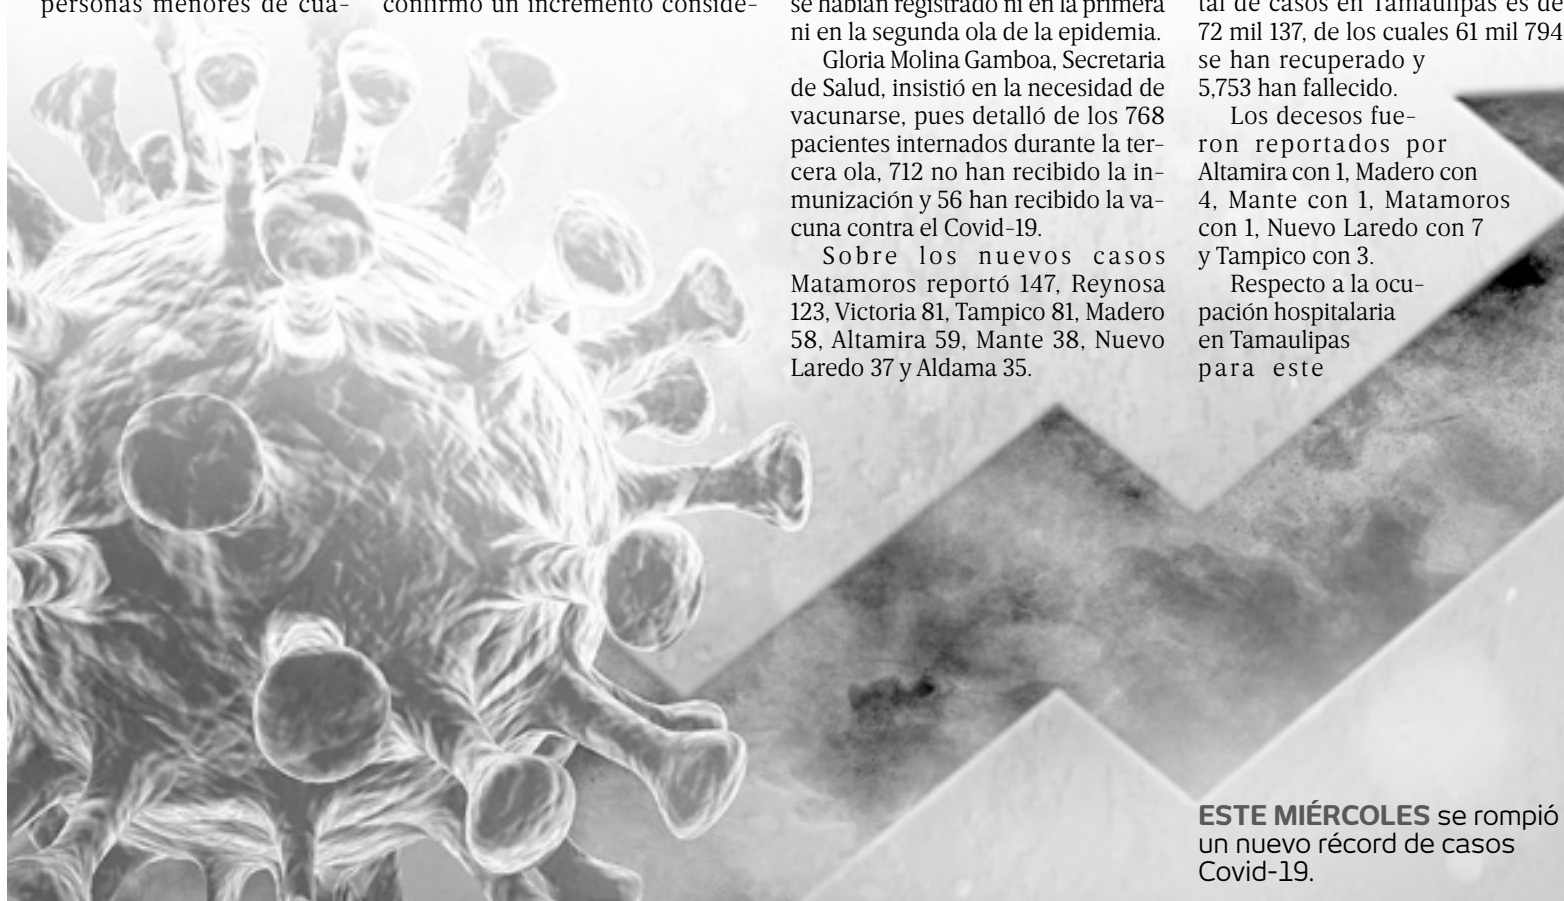 personas menores de cua-
confirmó un incremento conside-
se habían registrado ni en la primera
ni en la segunda ola de la epidemia.
Gloria Molina Gamboa, Secretaria
de Salud, insistió en la necesidad de
vacunarse, pues detalló de los 768
pacientes internados durante la ter-
cera ola, 712 no han recibido la in-
munización y 56 han recibido la va-
cuna contra el Covid-19.
Sobre los nuevos casos
Matamoros reportó 147, Reynosa
123, Victoria 81, Tampico 81, Madero
58, Altamira 59, Mante 38, Nuevo
Laredo 37 y Aldama 35.
tal de casos en Tamaulipas es de
72 mil 137, de los cuales 61 mil 794
se han recuperado y
5,753 han fallecido.
Los decesos fue-
ron reportados por
Altamira con 1, Madero con
4, Mante con 1, Matamoros
con 1, Nuevo Laredo con 7
y Tampico con 3.
Respecto a la ocu-
pación hospitalaria
en Tamaulipas
para este
ESTE MIÉRCOLES se rompió
un nuevo récord de casos
Covid-19.